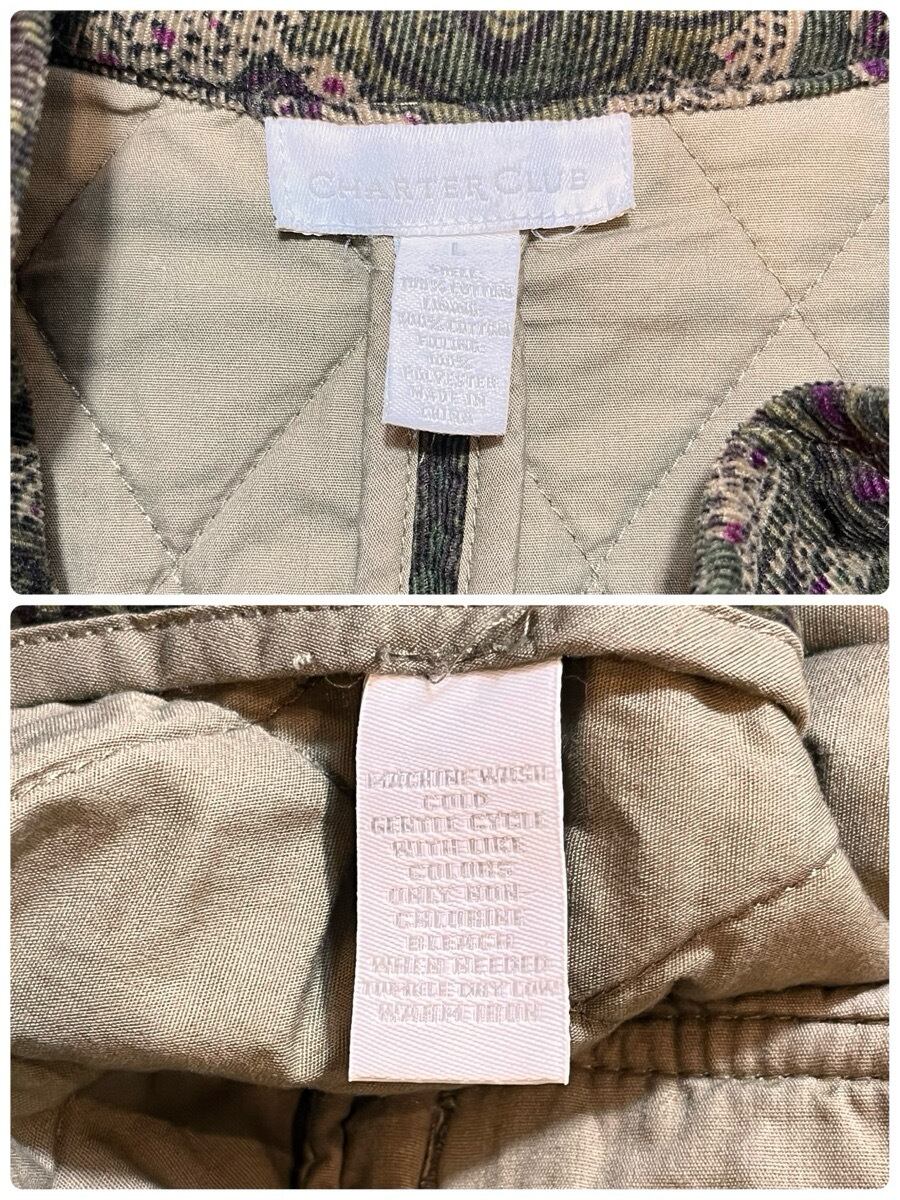 CHARTER CLUB
L
SHELL:
100% COTTON
LINING:
100% COTTON
FILLING:
100%
POLYESTER
MADE IN
CHINA
MACHINE WASH
COLD
GENTLE CYCLE
WITH LIKE
COLORS
ONLY NON-
CHLORINE
BLEACH
WHEN NEEDED
TUMBLE DRY LOW
WARM IRON